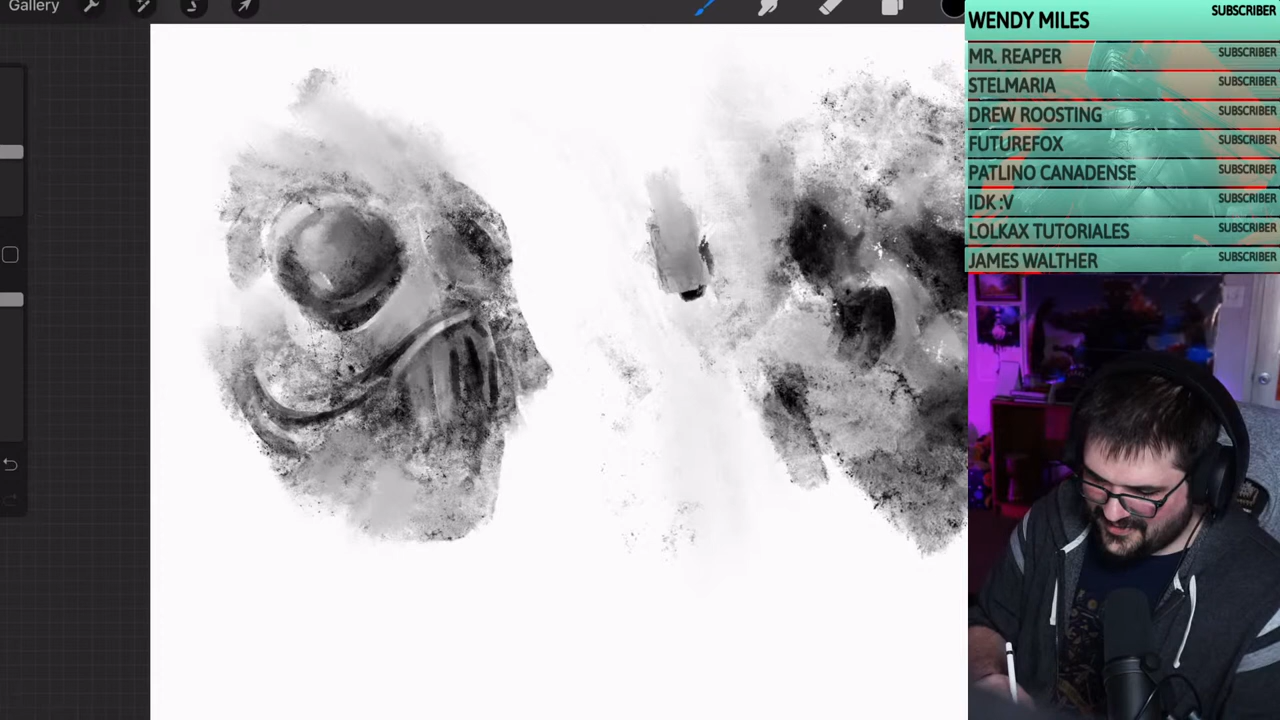 Gallery
WENDY MILES SUBSCRIBER
MR. REAPER SUBSCRIBER
STELMARIA SUBSCRIBER
DREW ROOSTING SUBSCRIBER
FUTUREFOX SUBSCRIBER
PATLINO CANADENSE SUBSCRIBER
IDK :V SUBSCRIBER
LOLKAX TUTORIALES SUBSCRIBER
JAMES WALTHER SUBSCRIBER